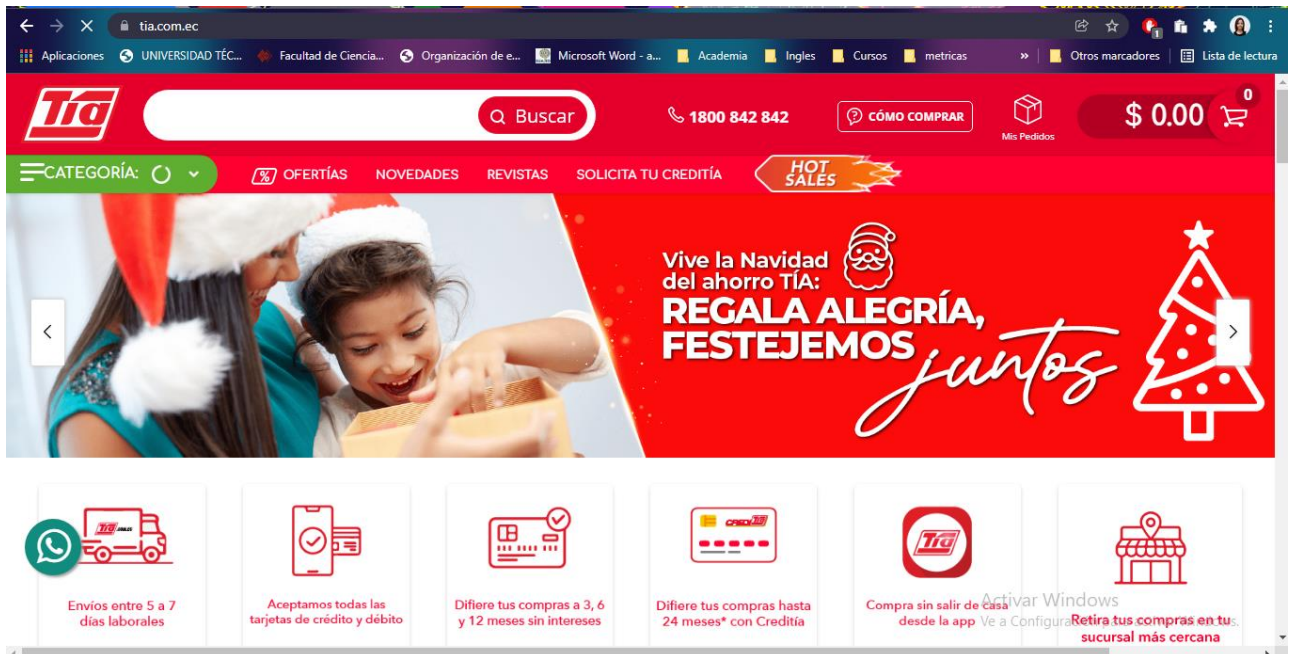 tia.com.ec
Aplicaciones
UNIVERSIDAD TÉC...
Facultad de Ciencia...
Organización de e...
Microsoft Word - a...
Academia
Ingles
Cursos
metricas
»
Otros marcadores
Lista de lectura
Tía
Buscar
1800 842 842
CÓMO COMPRAR
Mis Pedidos
$ 0.00
0
CATEGORÍA:
% OFERTÍAS
NOVEDADES
REVISTAS
SOLICITA TU CREDITÍA
HOT
SALES
Vive la Navidad
del ahorro TÍA:
REGALA ALEGRÍA,
FESTEJEMOS
juntos
Tía
Envíos entre 5 a 7
días laborales
Aceptamos todas las
tarjetas de crédito y débito
Difiere tus compras a 3, 6
y 12 meses sin intereses
CREDITÍA
Difiere tus compras hasta
24 meses* con Creditía
Tía
Compra sin salir de casa
desde la app
Retira tus compras en tu
sucursal más cercana
Activar Windows